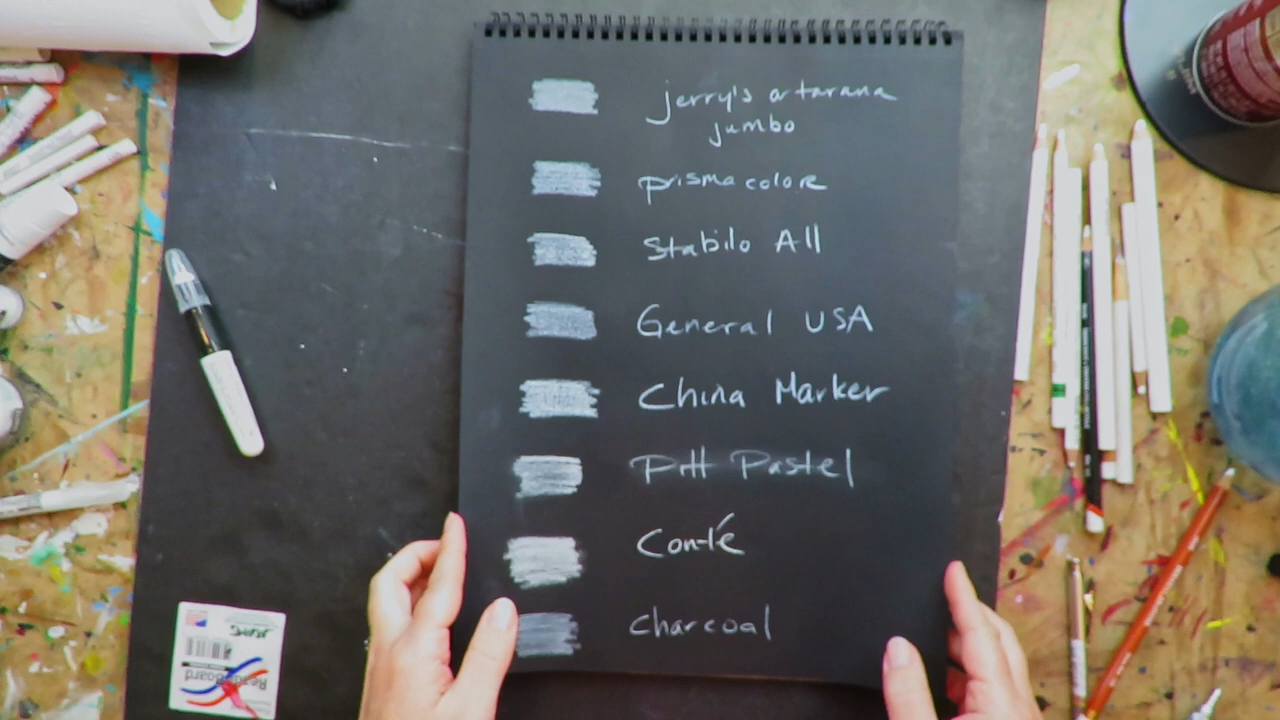 jerry's artarama
jumbo
prismacolor
Stabilo All
General USA
China Marker
Pitt Pastel
Conté
charcoal